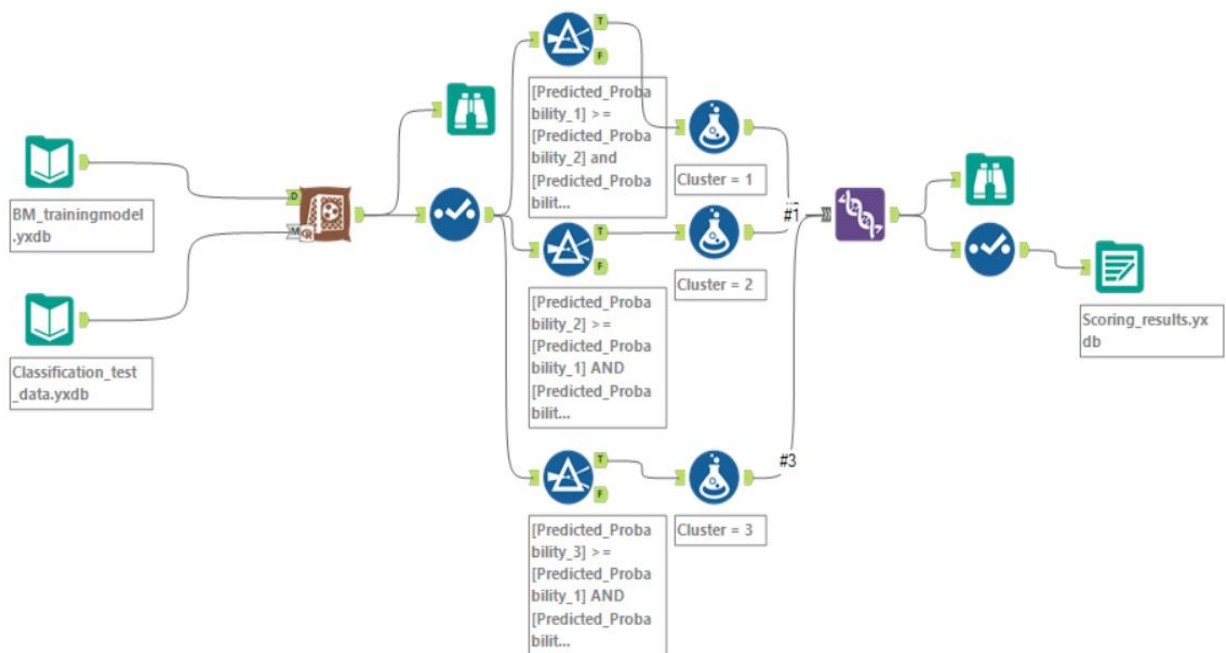 T
F
[Predicted_Proba
bility_1] >=
[Predicted_Proba
bility_2] and
[Predicted_Proba
bilit...
Cluster = 1
BM_trainingmodel
.yxdb
D
M
R
#1
T
F
Cluster = 2
[Predicted_Proba
bility_2] >=
[Predicted_Proba
bility_1] AND
[Predicted_Proba
bilit...
Classification_test
_data.yxdb
Scoring_results.yx
db
T
F
#3
Cluster = 3
[Predicted_Proba
bility_3] >=
[Predicted_Proba
bility_1] AND
[Predicted_Proba
bilit...